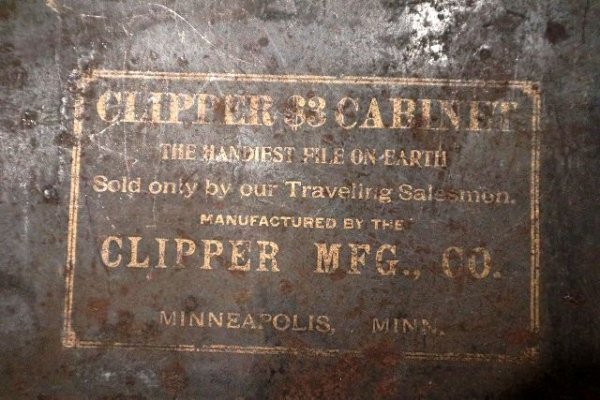 CLIPPER $3 CABINET
THE HANDIEST FILE ON EARTH
Sold only by our Traveling Salesmen.
MANUFACTURED BY THE
CLIPPER MFG., CO.
MINNEAPOLIS, MINN.